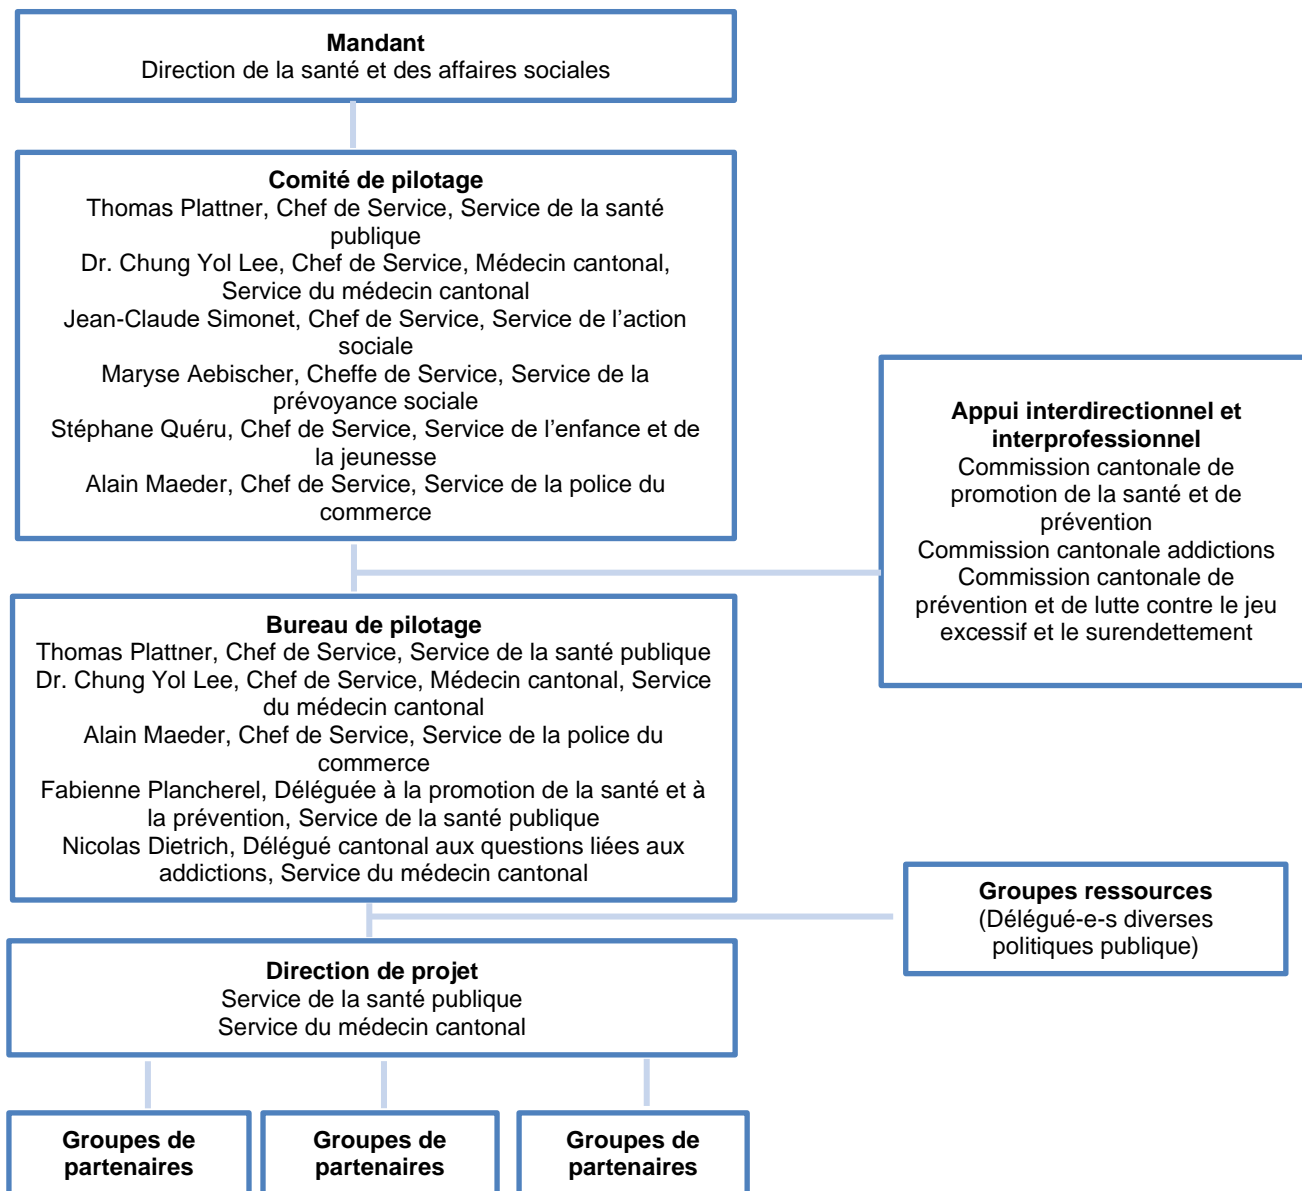 Mandant
Direction de la santé et des affaires sociales
Comité de pilotage
Thomas Plattner, Chef de Service, Service de la santé
publique
Dr. Chung Yol Lee, Chef de Service, Médecin cantonal,
Service du médecin cantonal
Jean-Claude Simonet, Chef de Service, Service de l’action
sociale
Maryse Aebischer, Cheffe de Service, Service de la
prévoyance sociale
Stéphane Quéru, Chef de Service, Service de l’enfance et de
la jeunesse
Alain Maeder, Chef de Service, Service de la police du
commerce
Appui interdirectionnel et
interprofessionnel
Commission cantonale de
promotion de la santé et de
prévention
Commission cantonale addictions
Commission cantonale de
prévention et de lutte contre le jeu
excessif et le surendettement
Bureau de pilotage
Thomas Plattner, Chef de Service, Service de la santé publique
Dr. Chung Yol Lee, Chef de Service, Médecin cantonal, Service
du médecin cantonal
Alain Maeder, Chef de Service, Service de la police du
commerce
Fabienne Plancherel, Déléguée à la promotion de la santé et à
la prévention, Service de la santé publique
Nicolas Dietrich, Délégué cantonal aux questions liées aux
addictions, Service du médecin cantonal
Groupes ressources
(Délégué-e-s diverses
politiques publique)
Direction de projet
Service de la santé publique
Service du médecin cantonal
Groupes de
partenaires
Groupes de
partenaires
Groupes de
partenaires